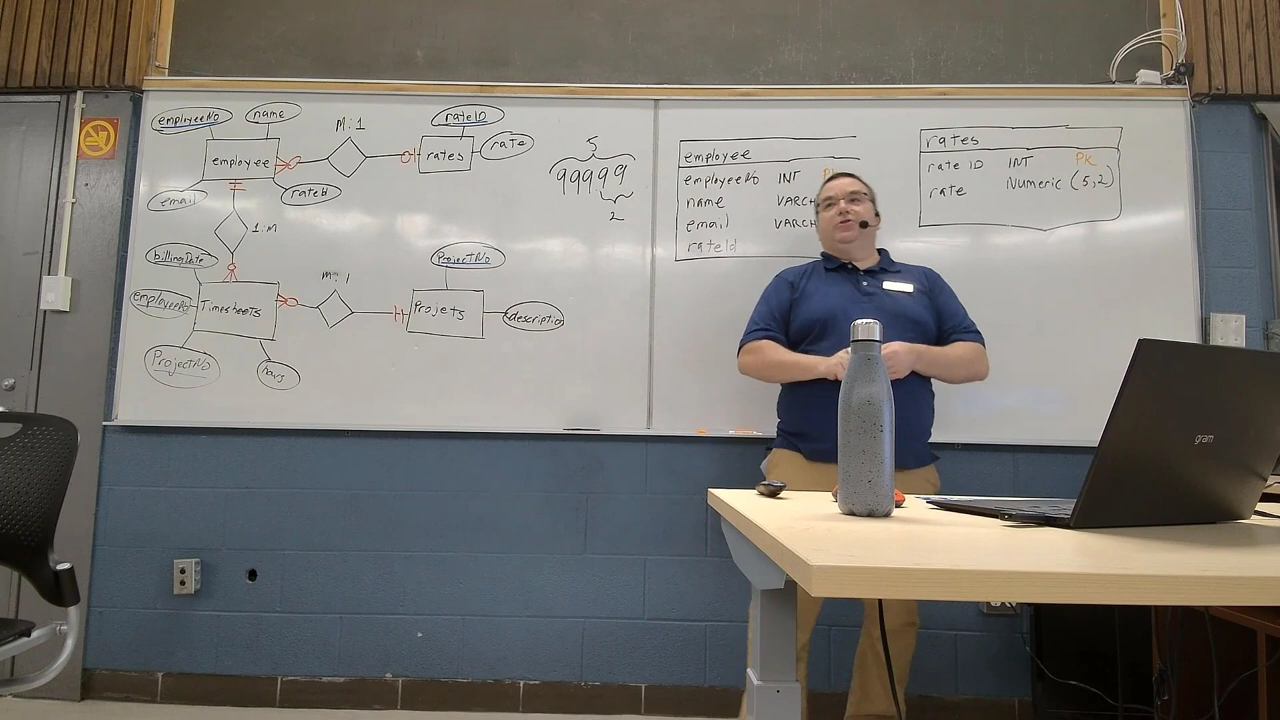 employeeNo
name
M:1
rateID
employee
rates
rate
email
rateId
1:M
billingDate
employeeNo
Timesheets
ProjectNo
hours
M:1
ProjectNo
Projets
description
5
99999
2
employee
employeeNo INT
name VARCH
email VARCH
rateId
rates
rate ID INT PK
rate Numeric (5,2)
gram